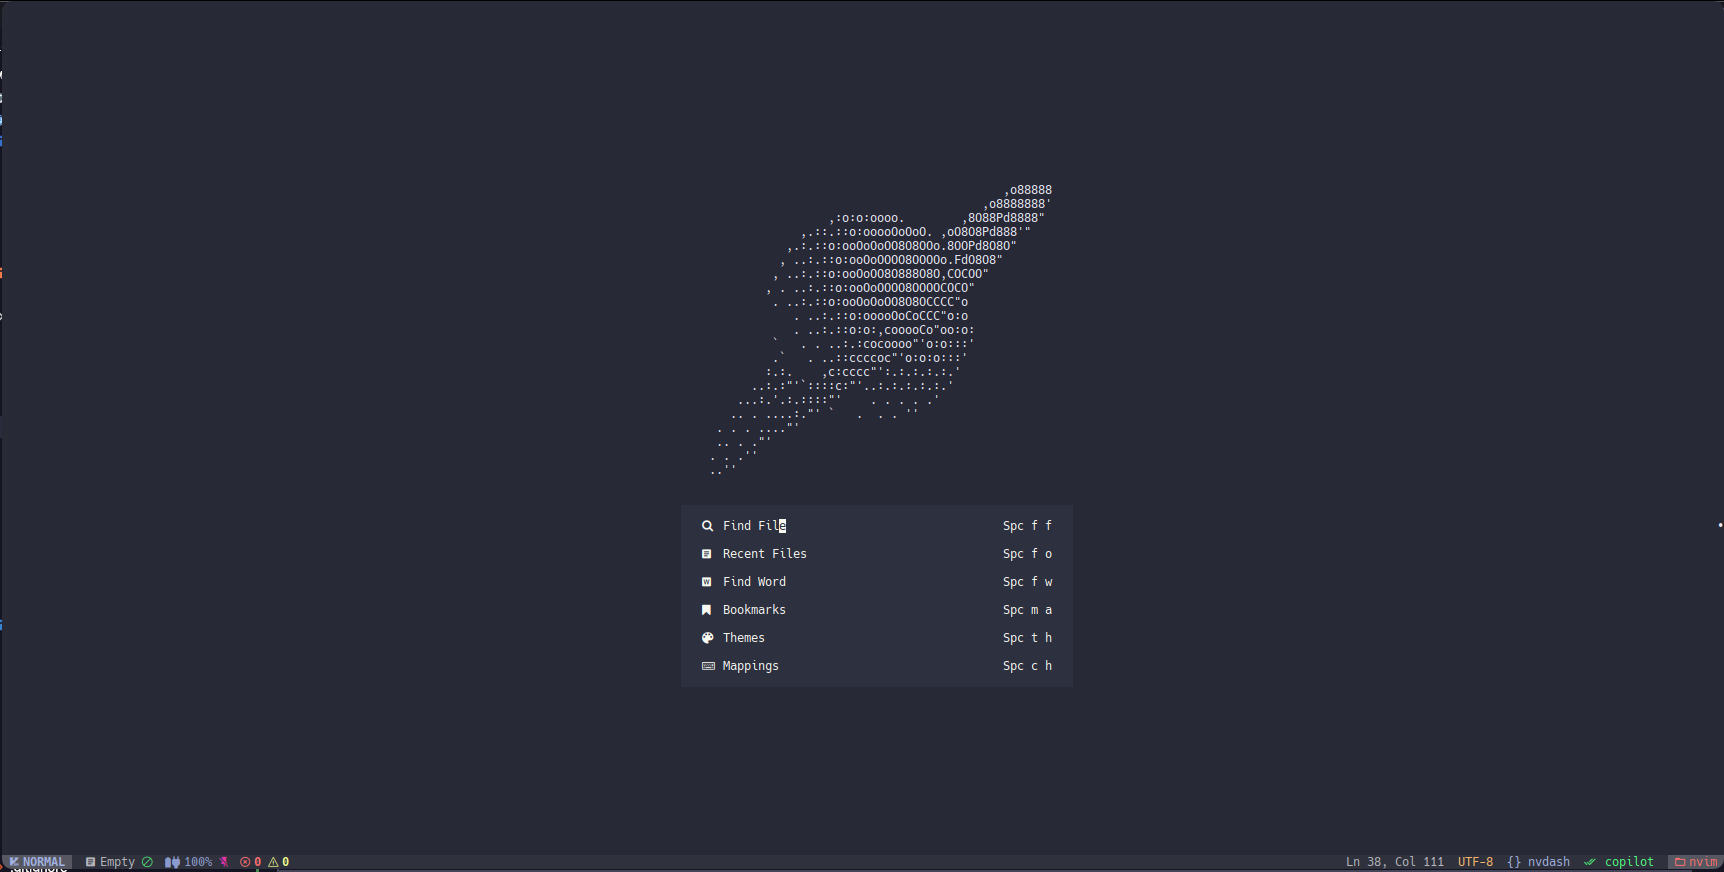 ,o88888
,o8888888'
,:o:o:oooo.        ,8O88Pd8888"
,.::.::o:ooooOoOoO. ,oO8O8Pd888'"
,.:.::o:ooOoOoOO8O8OOo.8OOPd8O8O"
, ..:.::o:ooOoOOOO8OOOOo.FdO8O8"
, ..:.::o:ooOoOO8O888O8O,COCOO"
, . ..:.::o:ooOoOOOO8OOOOCOCO"
. ..:.::o:ooOoOoOO8O8OCCCC"o
. ..:.::o:ooooOoCoCCC"o:o
. ..:.::o:o:,cooooCo"oo:o:
`   . . ..:.:cocoooo"'o:o:::'
.`   . ..::ccccoc"'o:o:o:::'
:.:.    ,c:cccc"':.:.:.:.:.'
..:.:"'`::::c:"'..:.:.:.:.:.'
...:.'.:.::::"'    . . . . .'
.. . ....:."' `   .  . . ''
. . . ...."'
.. . ."'
. . .''
..''
Find File Spc f f
Recent Files Spc f o
Find Word Spc f w
Bookmarks Spc m a
Themes Spc t h
Mappings Spc c h
NORMAL Empty 100% 0 0 Ln 38, Col 111 UTF-8 {} nvdash copilot nvim